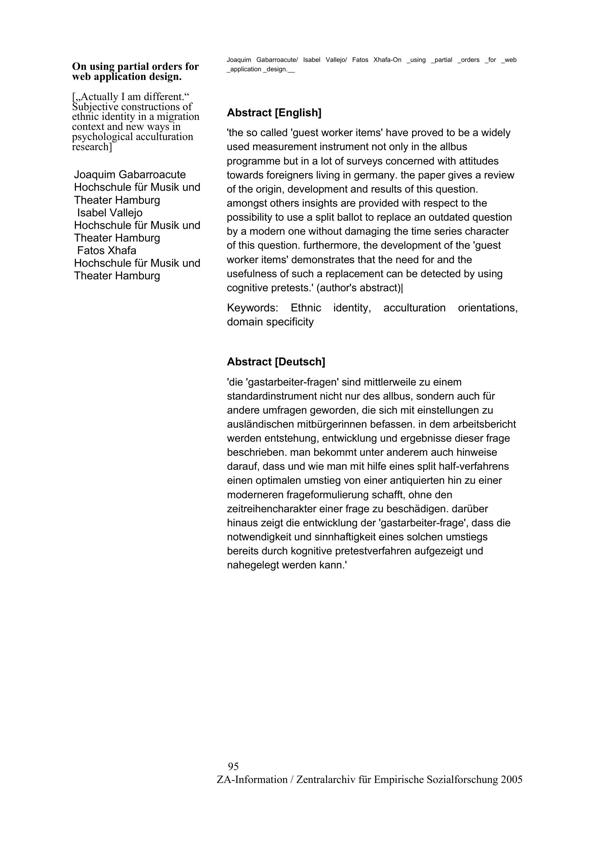 On using partial orders for
web application design.
[„Actually I am different.“
Subjective constructions of
ethnic identity in a migration
context and new ways in
psychological acculturation
research]
Joaquim Gabarroacute
Hochschule für Musik und
Theater Hamburg
Isabel Vallejo
Hochschule für Musik und
Theater Hamburg
Fatos Xhafa
Hochschule für Musik und
Theater Hamburg
Joaquim Gabarroacute/ Isabel Vallejo/ Fatos Xhafa-On _using _partial _orders _for _web
_application _design.__
Abstract [English]
'the so called 'guest worker items' have proved to be a widely
used measurement instrument not only in the allbus
programme but in a lot of surveys concerned with attitudes
towards foreigners living in germany. the paper gives a review
of the origin, development and results of this question.
amongst others insights are provided with respect to the
possibility to use a split ballot to replace an outdated question
by a modern one without damaging the time series character
of this question. furthermore, the development of the 'guest
worker items' demonstrates that the need for and the
usefulness of such a replacement can be detected by using
cognitive pretests.' (author's abstract)|
Keywords: Ethnic identity, acculturation orientations,
domain specificity
Abstract [Deutsch]
'die 'gastarbeiter-fragen' sind mittlerweile zu einem
standardinstrument nicht nur des allbus, sondern auch für
andere umfragen geworden, die sich mit einstellungen zu
ausländischen mitbürgerinnen befassen. in dem arbeitsbericht
werden entstehung, entwicklung und ergebnisse dieser frage
beschrieben. man bekommt unter anderem auch hinweise
darauf, dass und wie man mit hilfe eines split half-verfahrens
einen optimalen umstieg von einer antiquierten hin zu einer
moderneren frageformulierung schafft, ohne den
zeitreihencharakter einer frage zu beschädigen. darüber
hinaus zeigt die entwicklung der 'gastarbeiter-frage', dass die
notwendigkeit und sinnhaftigkeit eines solchen umstiegs
bereits durch kognitive pretestverfahren aufgezeigt und
nahegelegt werden kann.'
95
ZA-Information / Zentralarchiv für Empirische Sozialforschung 2005